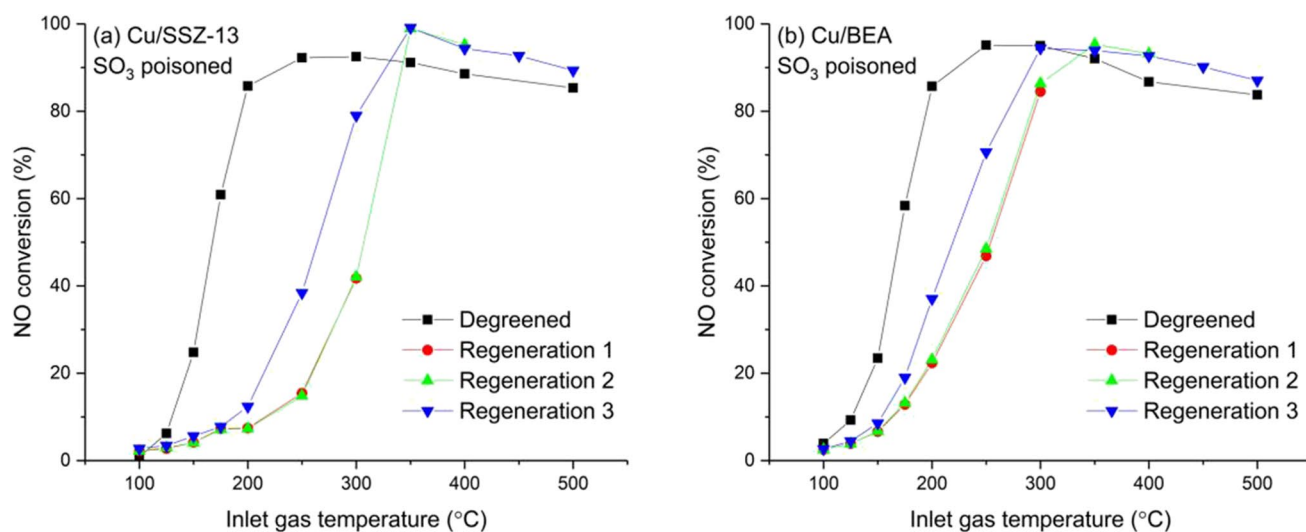 (a) Cu/SSZ-13
SO3 poisoned
NO conversion (%)
100
80
60
40
20
0
Degreened
Regeneration 1
Regeneration 2
Regeneration 3
100 200 300 400 500
Inlet gas temperature (°C)
(b) Cu/BEA
SO3 poisoned
NO conversion (%)
100
80
60
40
20
0
Degreened
Regeneration 1
Regeneration 2
Regeneration 3
100 200 300 400 500
Inlet gas temperature (°C)